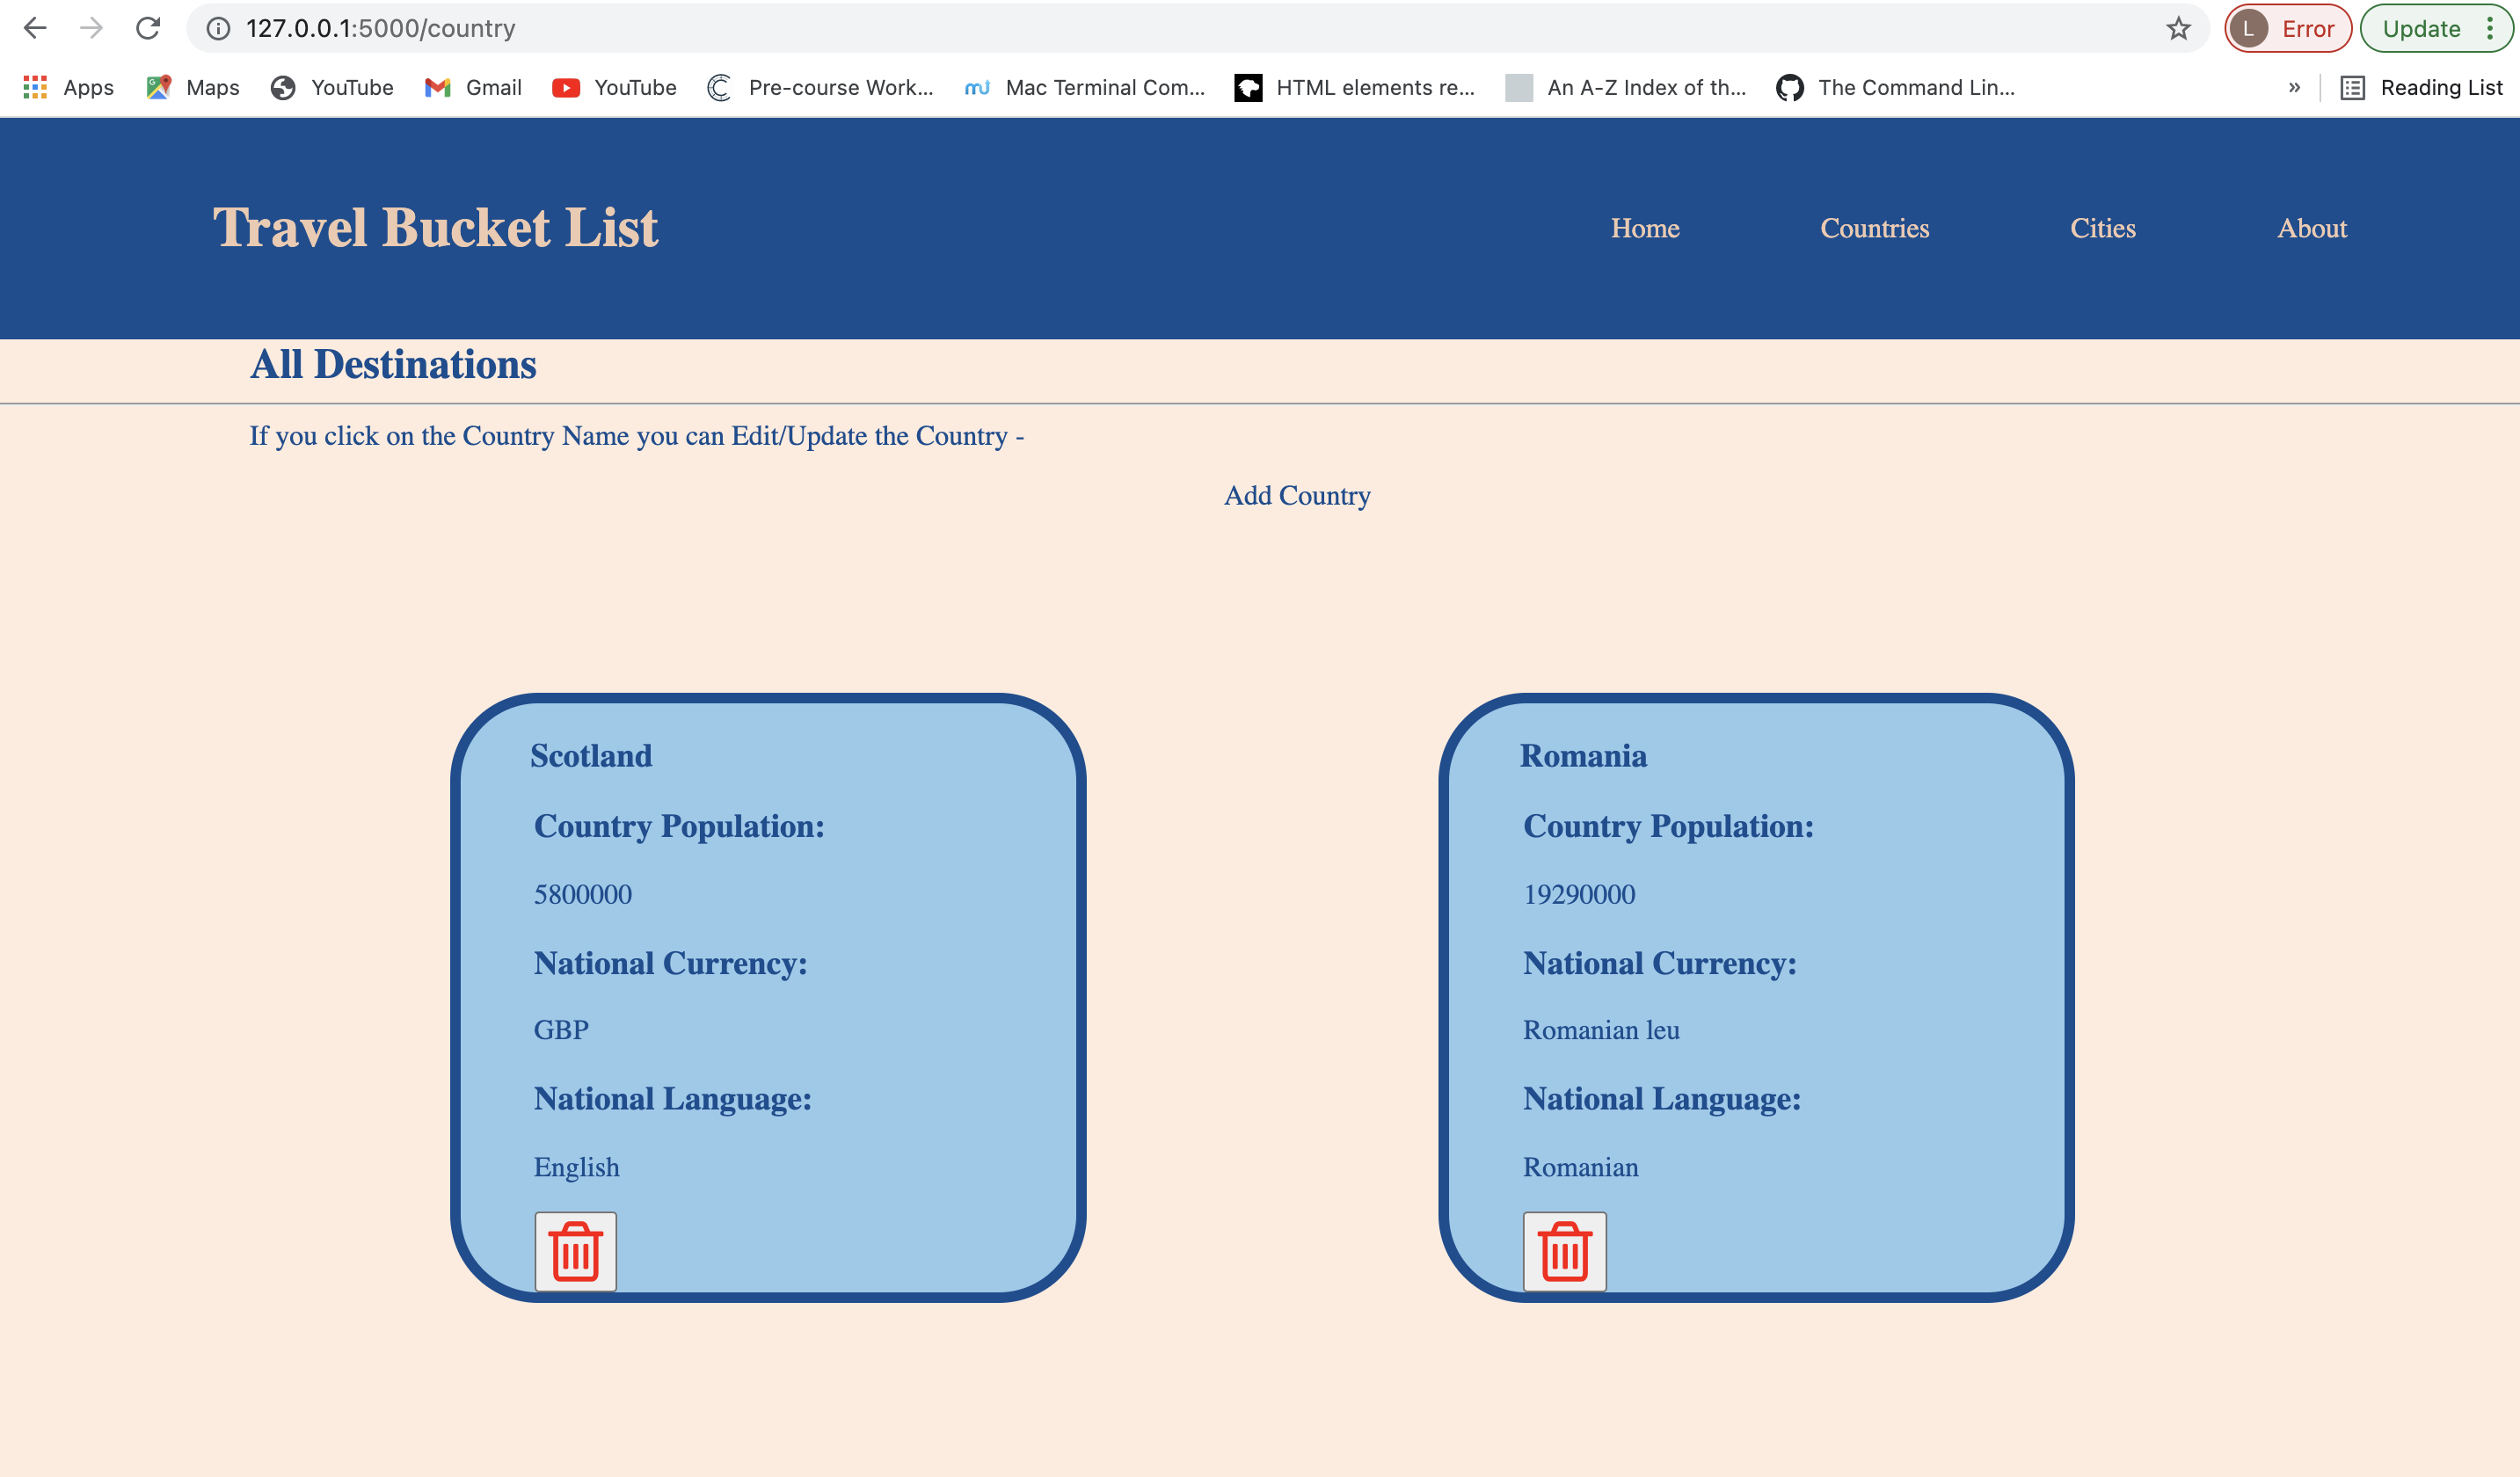 127.0.0.1:5000/country
L Error Update
Apps Maps YouTube Gmail YouTube Pre-course Work... Mac Terminal Com... HTML elements re... An A-Z Index of th... The Command Lin... » Reading List
Travel Bucket List Home Countries Cities About
All Destinations
If you click on the Country Name you can Edit/Update the Country -
Add Country
Scotland
Country Population:
5800000
National Currency:
GBP
National Language:
English
Romania
Country Population:
19290000
National Currency:
Romanian leu
National Language:
Romanian